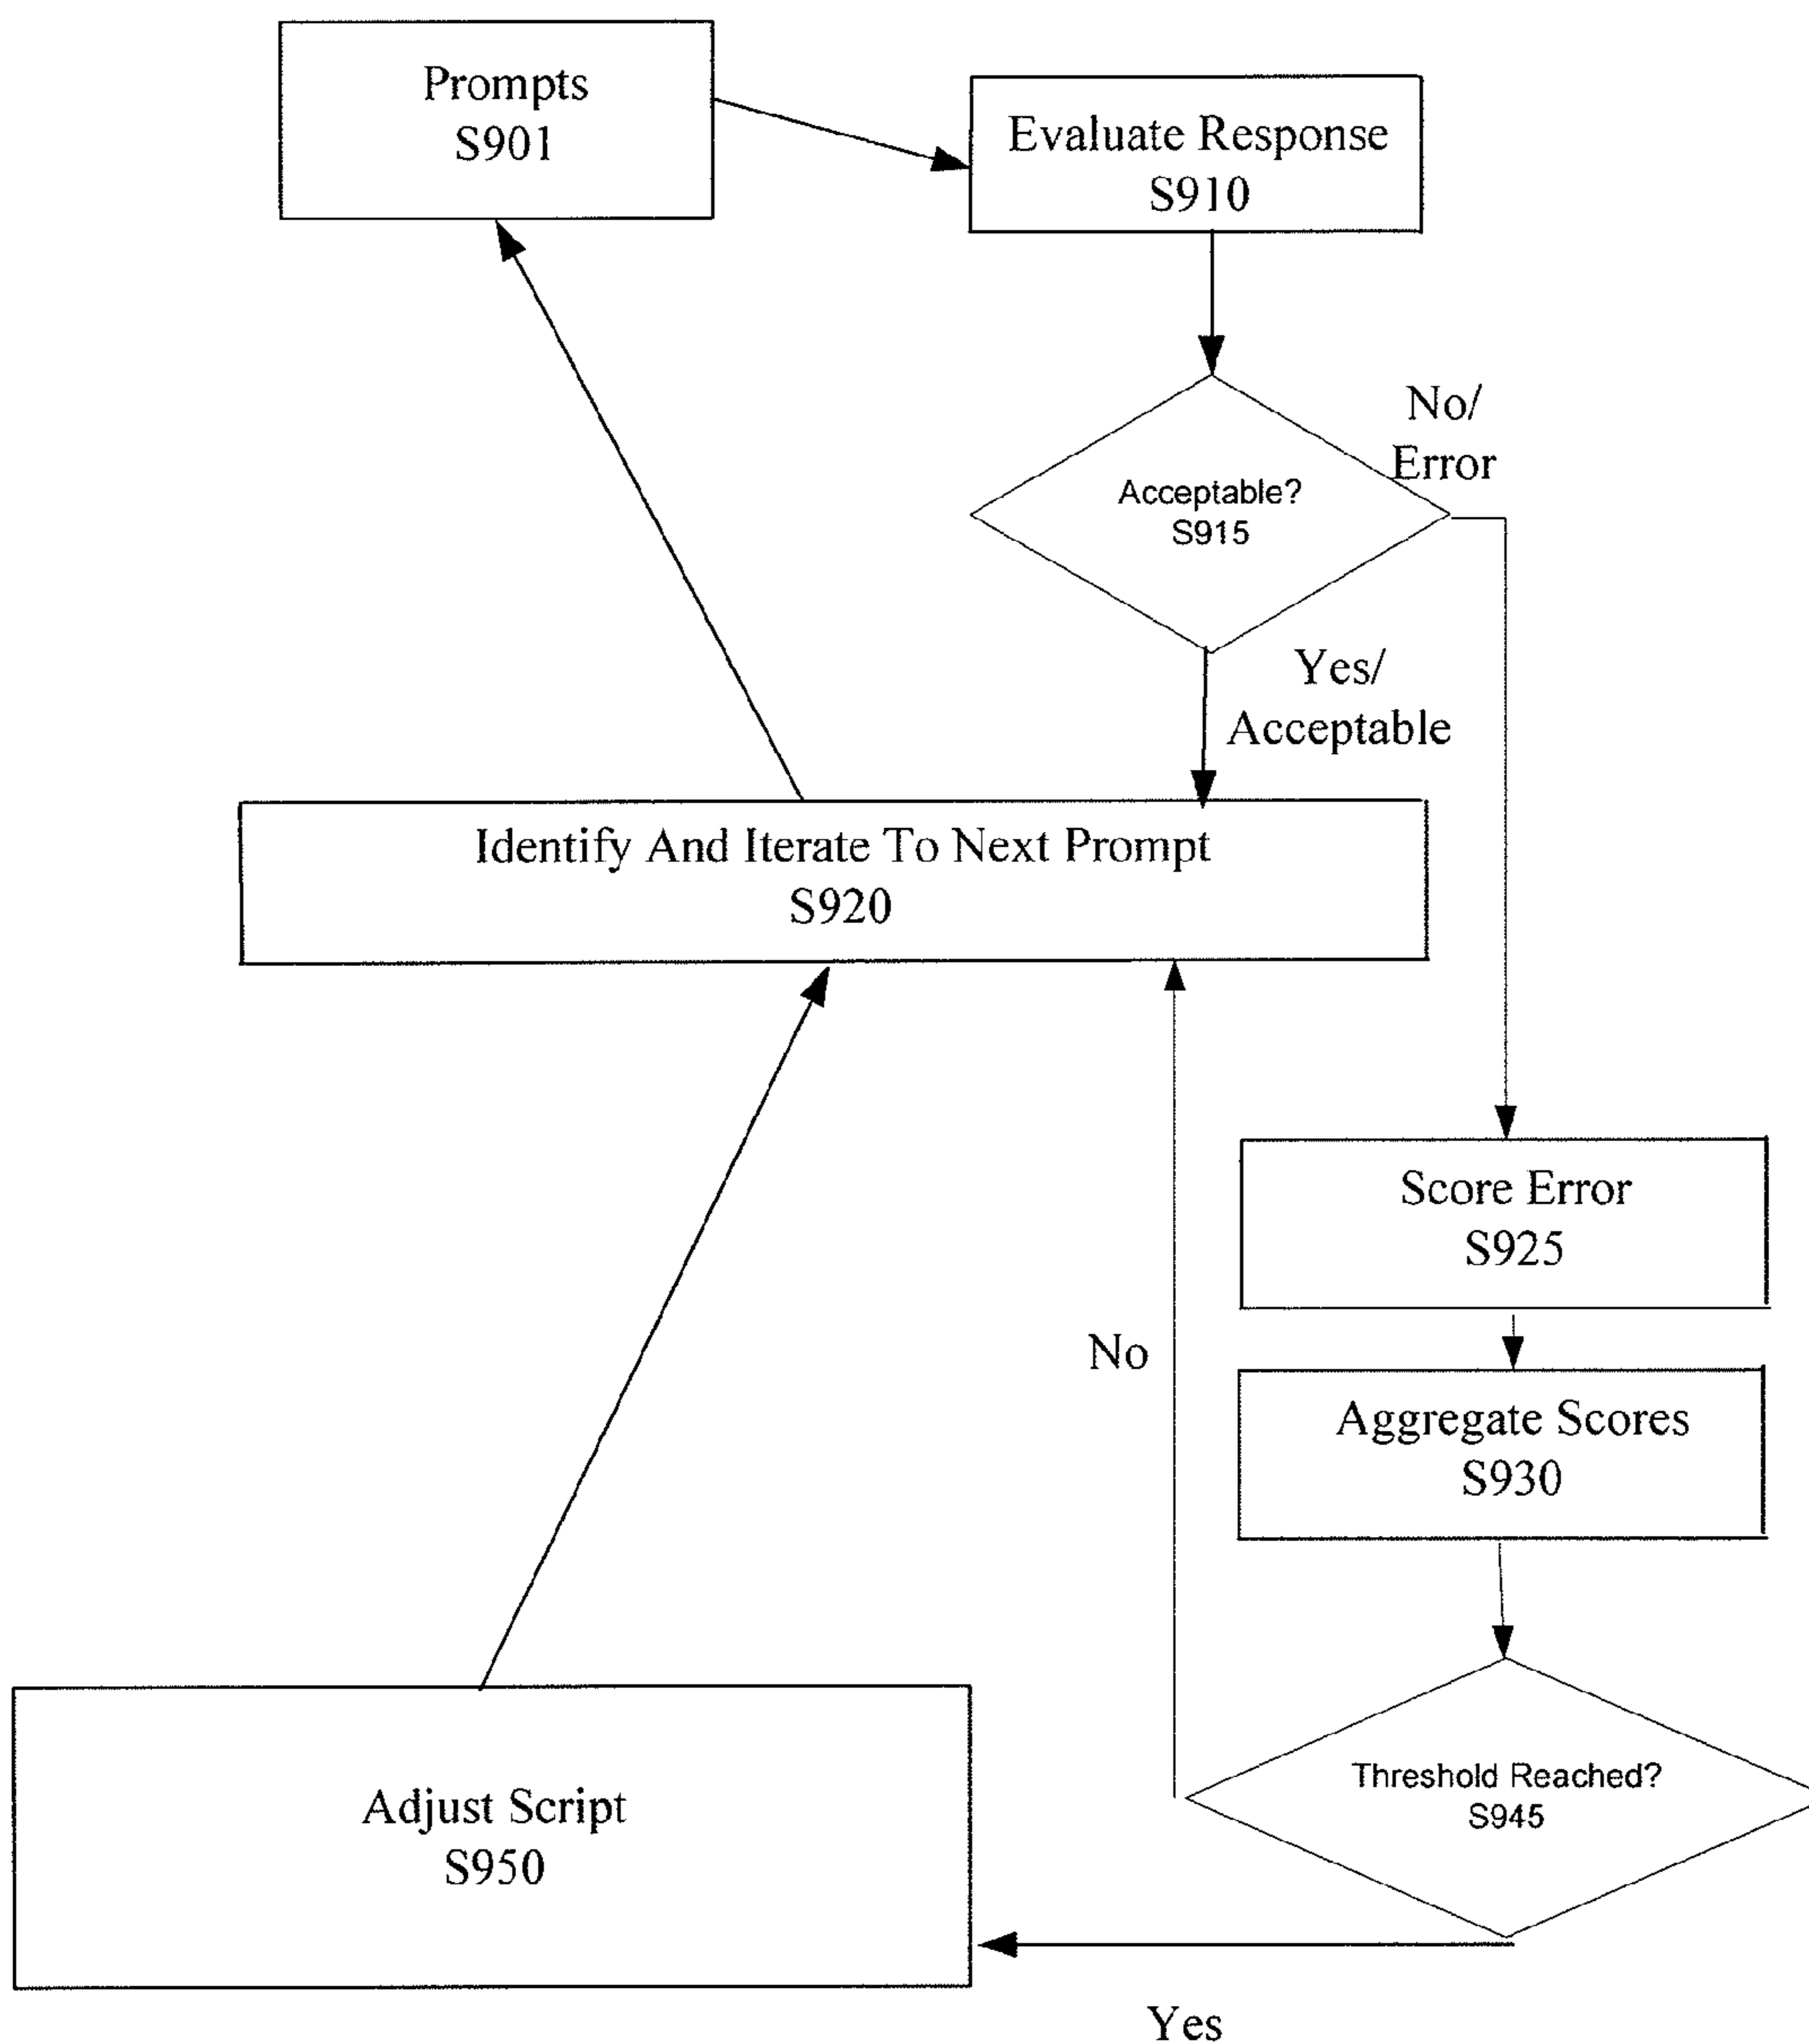 Prompts
S901
Evaluate Response
S910
Acceptable?
S915
No/
Error
Yes/
Acceptable
Identify And Iterate To Next Prompt
S920
Score Error
S925
No
Aggregate Scores
S930
Threshold Reached?
S945
Adjust Script
S950
Yes